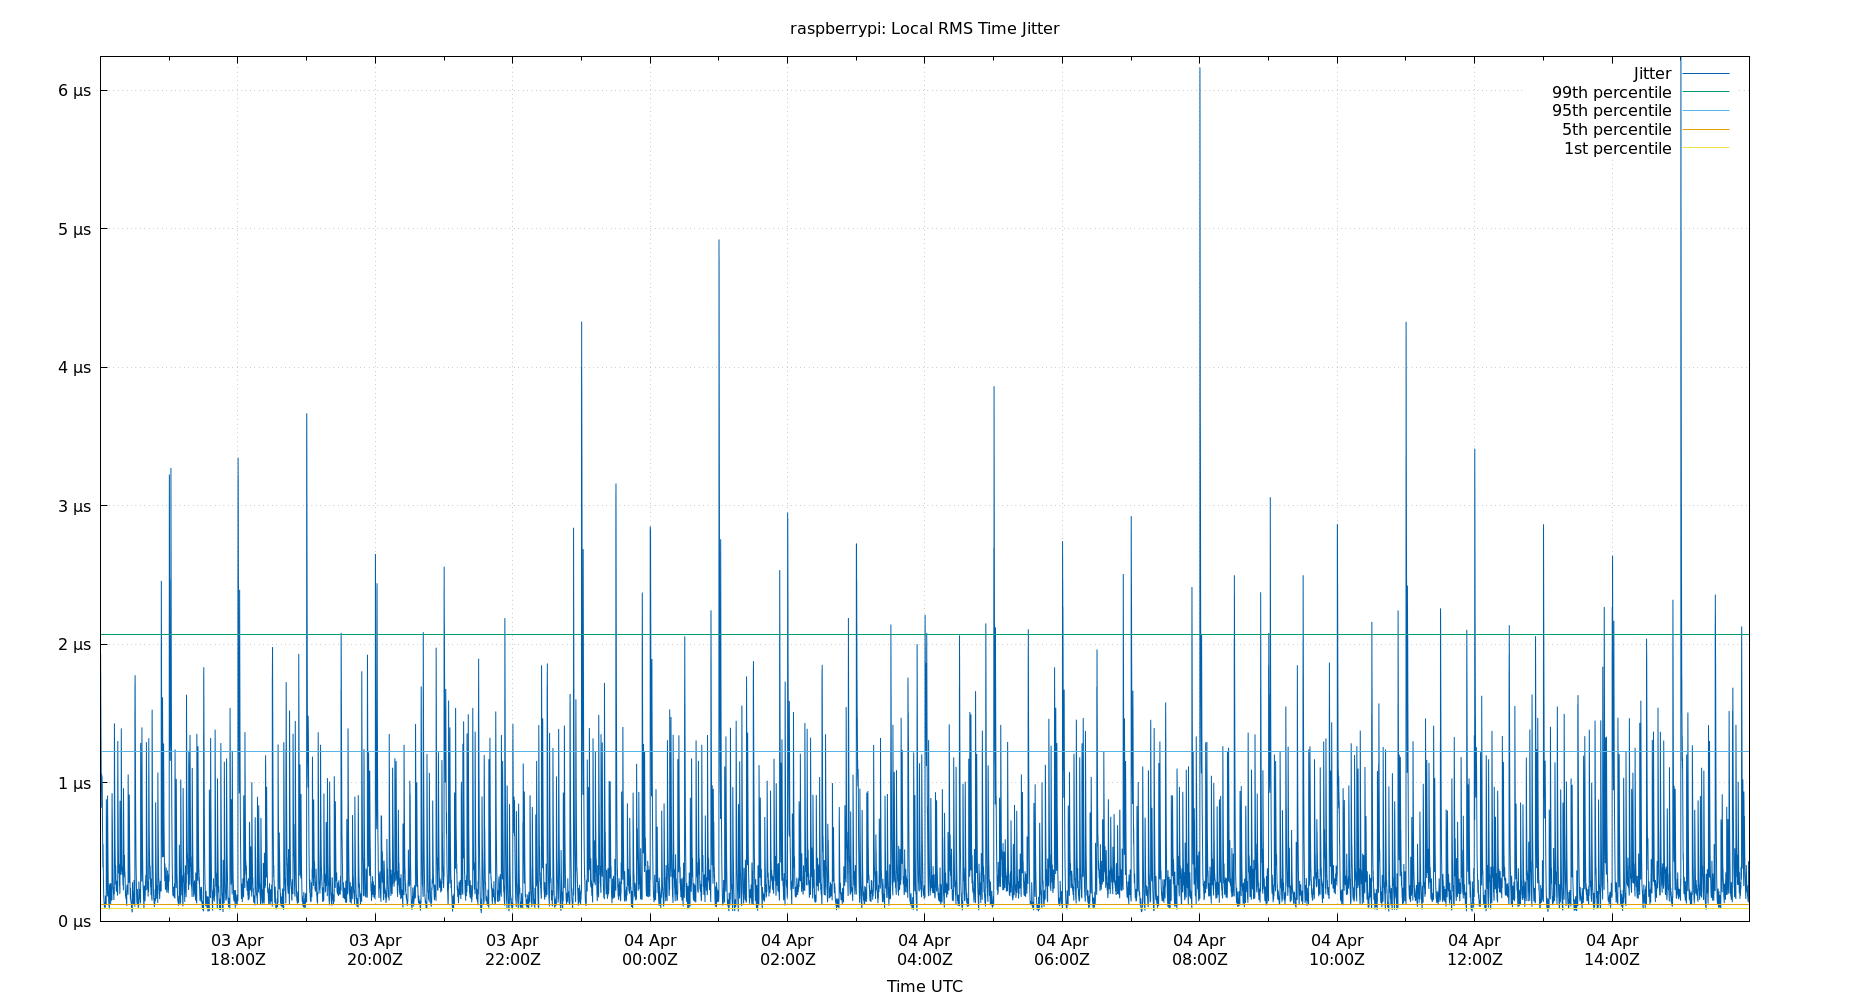 raspberrypi: Local RMS Time Jitter
Jitter
99th percentile
95th percentile
5th percentile
1st percentile
6 µs
5 µs
4 µs
3 µs
2 µs
1 µs
0 µs
03 Apr 03 Apr 03 Apr 04 Apr 04 Apr 04 Apr 04 Apr 04 Apr 04 Apr 04 Apr 04 Apr
18:00Z 20:00Z 22:00Z 00:00Z 02:00Z 04:00Z 06:00Z 08:00Z 10:00Z 12:00Z 14:00Z
Time UTC